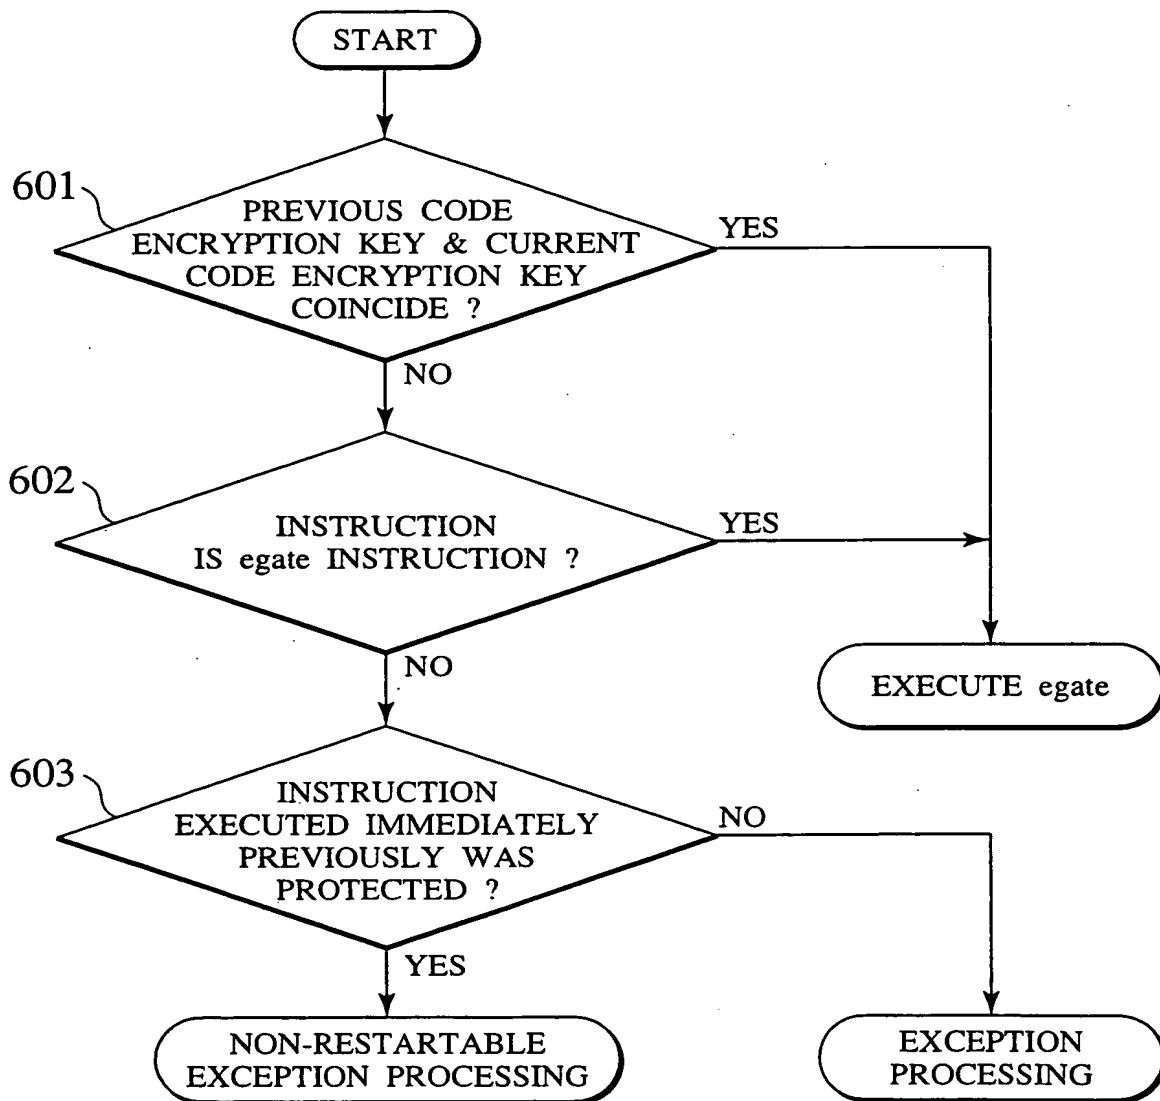 START
601
PREVIOUS CODE
ENCRYPTION KEY & CURRENT
CODE ENCRYPTION KEY
COINCIDE ?
YES
NO
602
INSTRUCTION
IS egate INSTRUCTION ?
YES
NO
EXECUTE egate
603
INSTRUCTION
EXECUTED IMMEDIATELY
PREVIOUSLY WAS
PROTECTED ?
NO
YES
NON-RESTARTABLE
EXCEPTION PROCESSING
EXCEPTION
PROCESSING